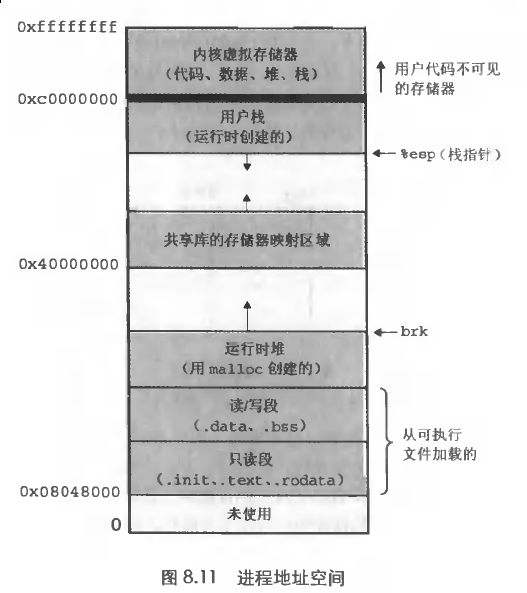 0xffffffff
内核虚拟存储器
(代码、数据、堆、栈)
用户代码不可见
的存储器
0xc0000000
用户栈
(运行时创建的)
%esp(栈指针)
共享库的存储器映射区域
0x40000000
brk
运行时堆
(用 malloc 创建的)
读/写段
(.data、.bss)
从可执行
文件加载的
只读段
(.init、.text、.rodata)
0x08048000
未使用
0
图 8.11 进程地址空间